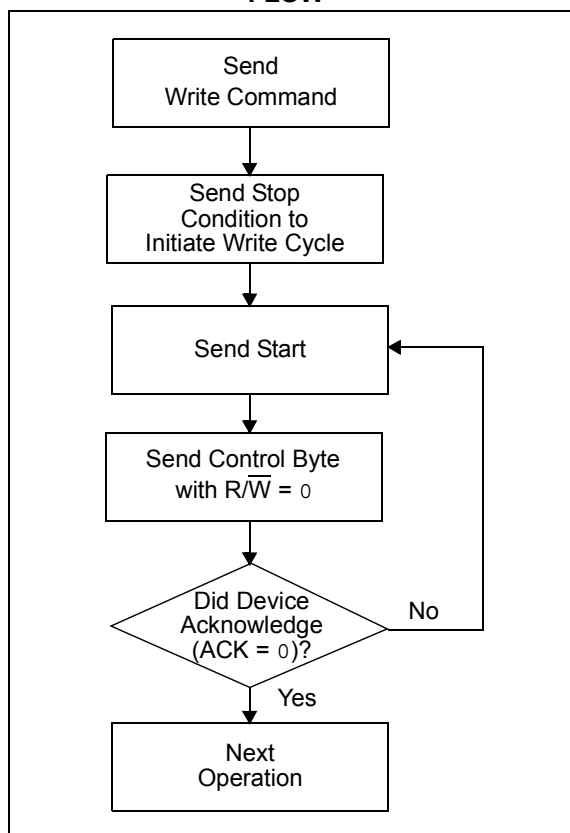 Send
Write Command
Send Stop
Condition to
Initiate Write Cycle
Send Start
Send Control Byte
with R/W̅ = 0
Did Device
Acknowledge
(ACK = 0)?
No
Yes
Next
Operation